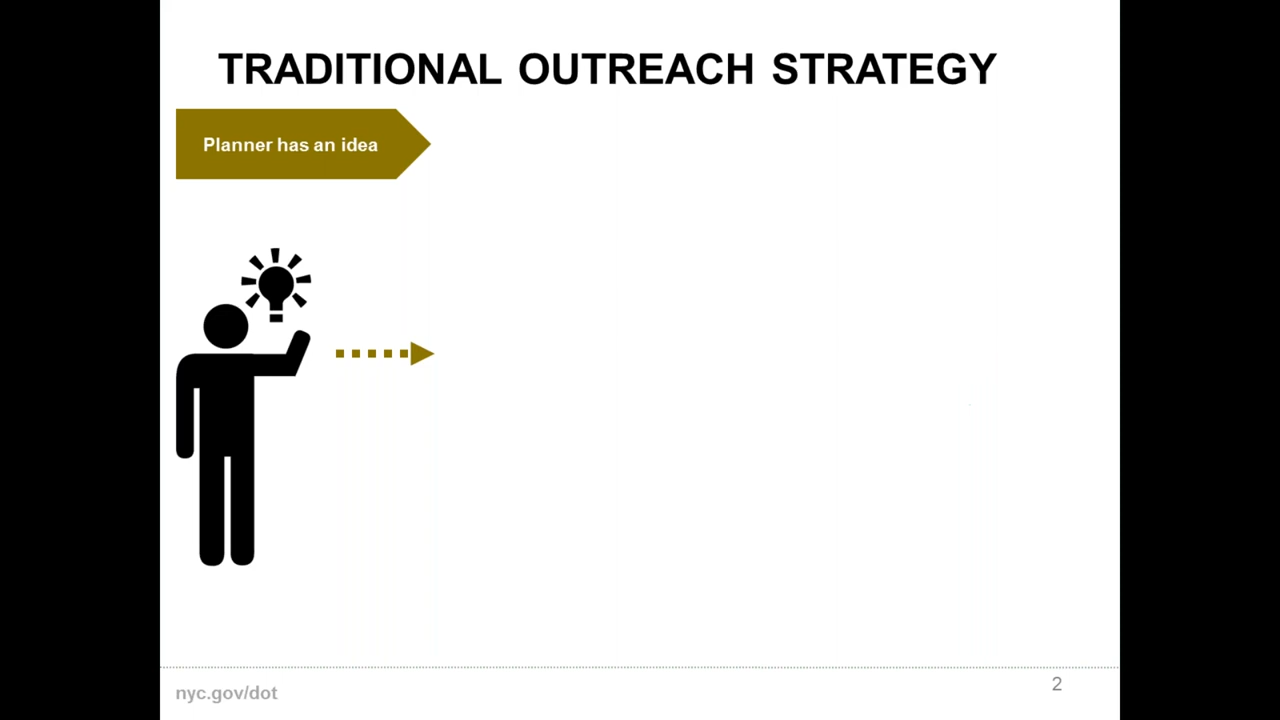 TRADITIONAL OUTREACH STRATEGY
Planner has an idea
nyc.gov/dot
2